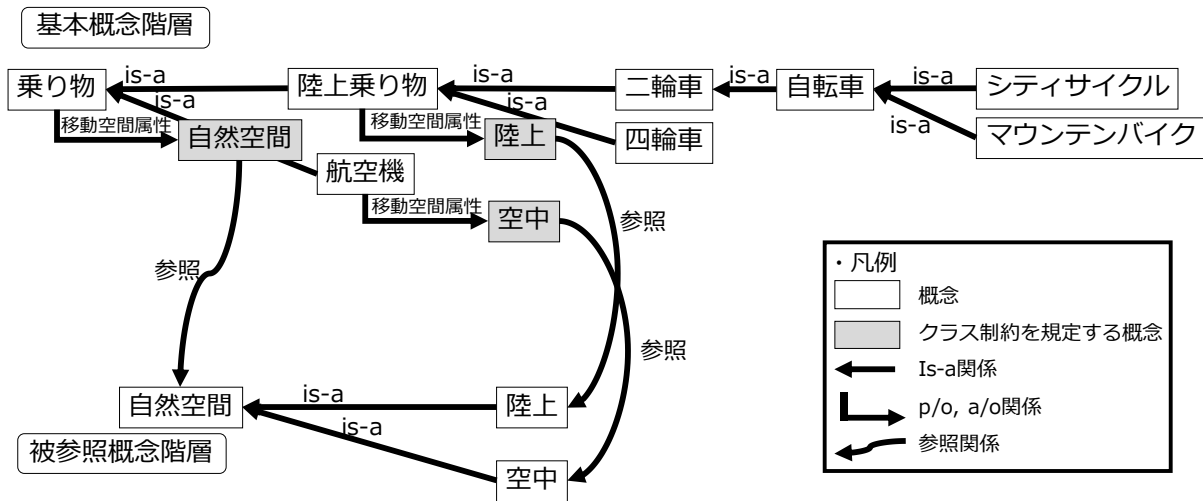 基本概念階層
乗り物
is-a
陸上乗り物
is-a
二輪車
is-a
自転車
is-a
シティサイクル
is-a
移動空間属性
自然空間
移動空間属性
陸上
is-a
四輪車
is-a
マウンテンバイク
航空機
移動空間属性
空中
参照
参照
参照
自然空間
is-a
陸上
is-a
空中
被参照概念階層
・凡例
概念
クラス制約を規定する概念
Is-a関係
p/o, a/o関係
参照関係